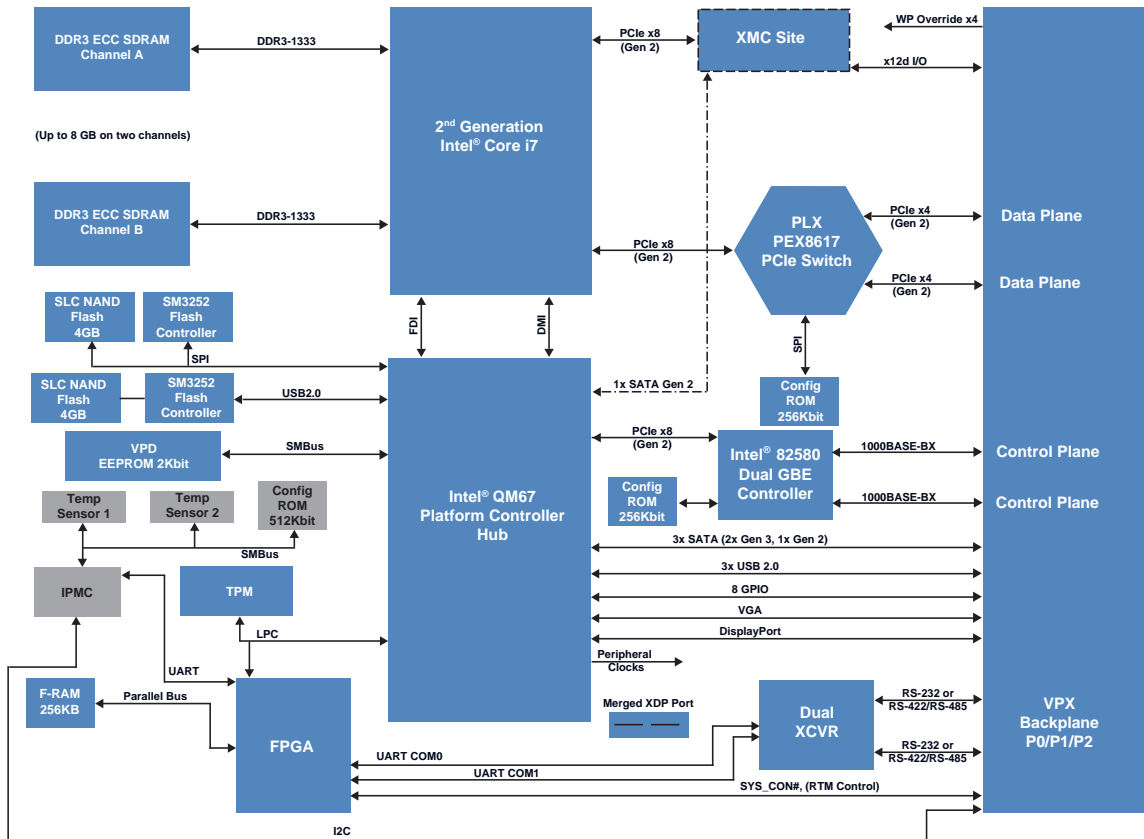 DDR3 ECC SDRAM
Channel A
DDR3-1333
(Up to 8 GB on two channels)
DDR3 ECC SDRAM
Channel B
DDR3-1333
2nd Generation
Intel® Core i7
PCIe x8
(Gen 2)
XMC Site
WP Override x4
x12d I/O
PCIe x8
(Gen 2)
PLX
PEX8617
PCIe Switch
PCIe x4
(Gen 2)
Data Plane
PCIe x4
(Gen 2)
Data Plane
SPI
Config
ROM
256Kbit
FDI
DMI
SLC NAND
Flash
4GB
SM3252
Flash
Controller
SPI
SLC NAND
Flash
4GB
SM3252
Flash
Controller
USB2.0
VPD
EEPROM 2Kbit
SMBus
Intel® QM67
Platform Controller
Hub
1x SATA Gen 2
PCIe x8
(Gen 2)
Intel® 82580
Dual GBE
Controller
Config
ROM
256Kbit
1000BASE-BX
Control Plane
1000BASE-BX
Control Plane
Temp
Sensor 1
Temp
Sensor 2
Config
ROM
512Kbit
SMBus
IPMC
TPM
LPC
UART
3x SATA (2x Gen 3, 1x Gen 2)
3x USB 2.0
8 GPIO
VGA
DisplayPort
Peripheral
Clocks
F-RAM
256KB
Parallel Bus
FPGA
Merged XDP Port
Dual
XCVR
RS-232 or
RS-422/RS-485
RS-232 or
RS-422/RS-485
VPX
Backplane
P0/P1/P2
UART COM0
UART COM1
SYS_CON#, (RTM Control)
I2C